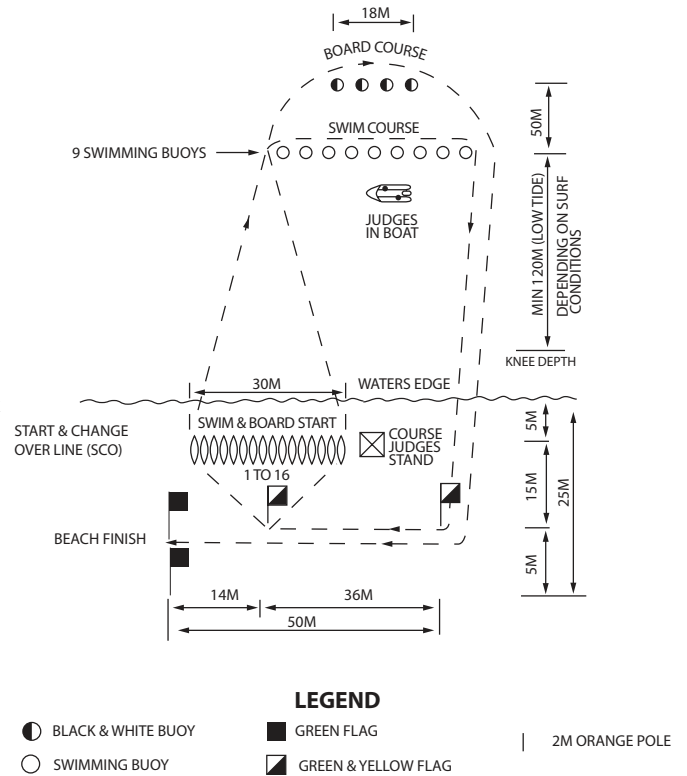 18M
BOARD COURSE
50M
SWIM COURSE
9 SWIMMING BUOYS
JUDGES
IN BOAT
MIN 120M (LOW TIDE)
DEPENDING ON SURF
CONDITIONS
KNEE DEPTH
30M
WATERS EDGE
START & CHANGE
OVER LINE (SCO)
SWIM & BOARD START
COURSE
JUDGES
STAND
1 TO 16
5M
15M
25M
BEACH FINISH
5M
14M
36M
50M
LEGEND
BLACK & WHITE BUOY
GREEN FLAG
2M ORANGE POLE
SWIMMING BUOY
GREEN & YELLOW FLAG